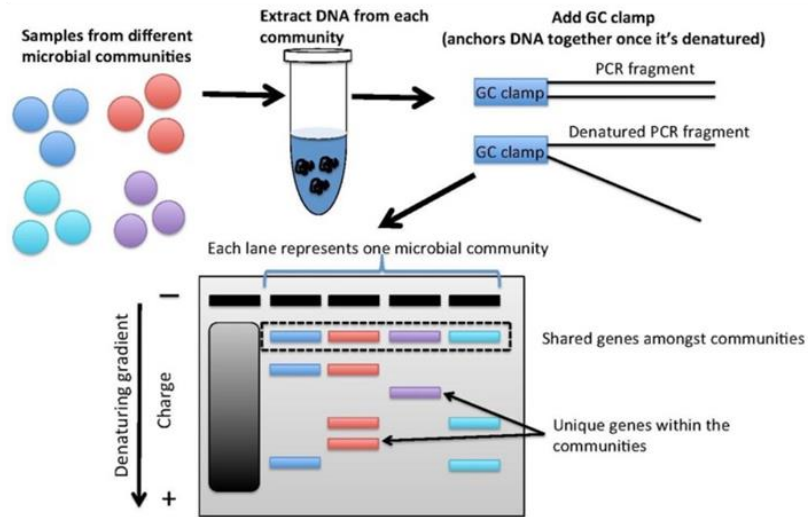 Samples from different
microbial communities
Extract DNA from each
community
Add GC clamp
(anchors DNA together once it's denatured)
PCR fragment
GC clamp
Denatured PCR fragment
GC clamp
Each lane represents one microbial community
Denaturing gradient
Charge
−
+
Shared genes amongst communities
Unique genes within the
communities